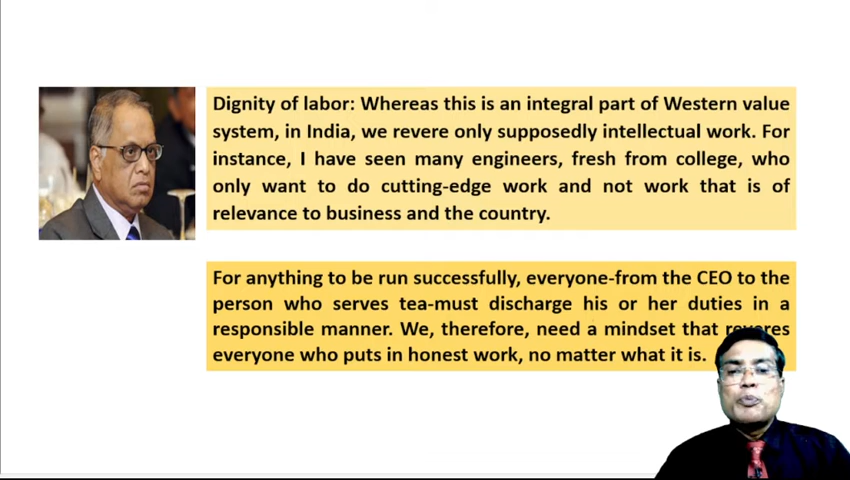 Dignity of labor: Whereas this is an integral part of Western value
system, in India, we revere only supposedly intellectual work. For
instance, I have seen many engineers, fresh from college, who
only want to do cutting-edge work and not work that is of
relevance to business and the country.
For anything to be run successfully, everyone-from the CEO to the
person who serves tea-must discharge his or her duties in a
responsible manner. We, therefore, need a mindset that reveres
everyone who puts in honest work, no matter what it is.